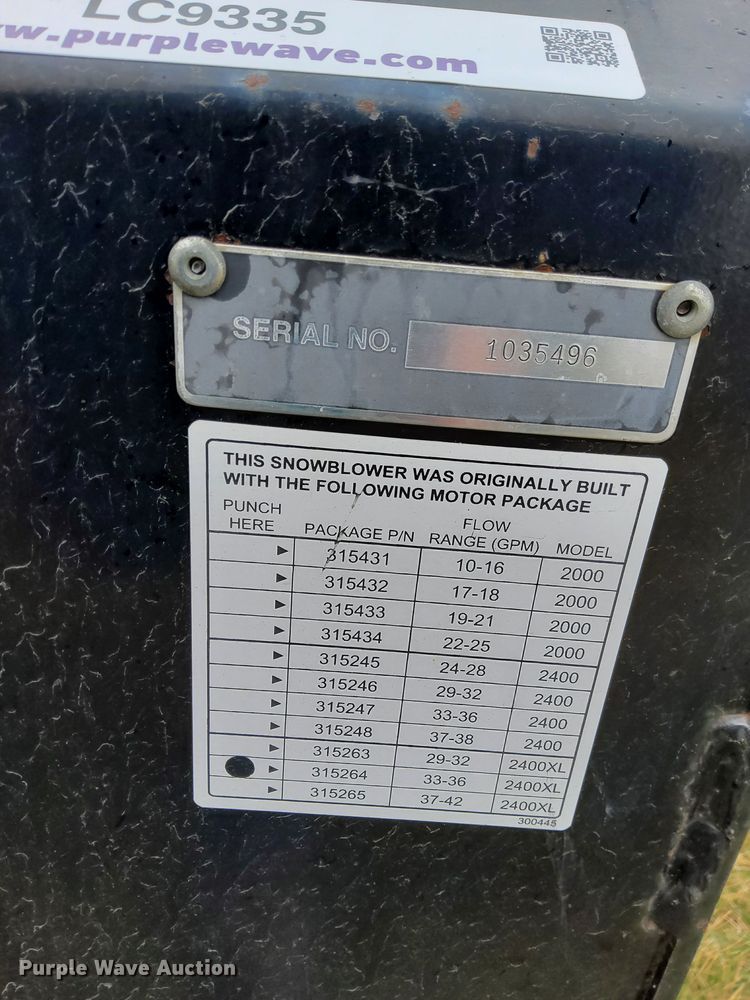 LC9335
w.purplewave.com
SERIAL NO. 1035496
THIS SNOWBLOWER WAS ORIGINALLY BUILT
WITH THE FOLLOWING MOTOR PACKAGE
PUNCH HERE PACKAGE P/N FLOW RANGE (GPM) MODEL
▶ 315431 10-16 2000
▶ 315432 17-18 2000
▶ 315433 19-21 2000
▶ 315434 22-25 2000
▶ 315245 24-28 2400
▶ 315246 29-32 2400
▶ 315247 33-36 2400
▶ 315248 37-38 2400
▶ 315263 29-32 2400XL
▶ 315264 33-36 2400XL
▶ 315265 37-42 2400XL
300445
Purple Wave Auction